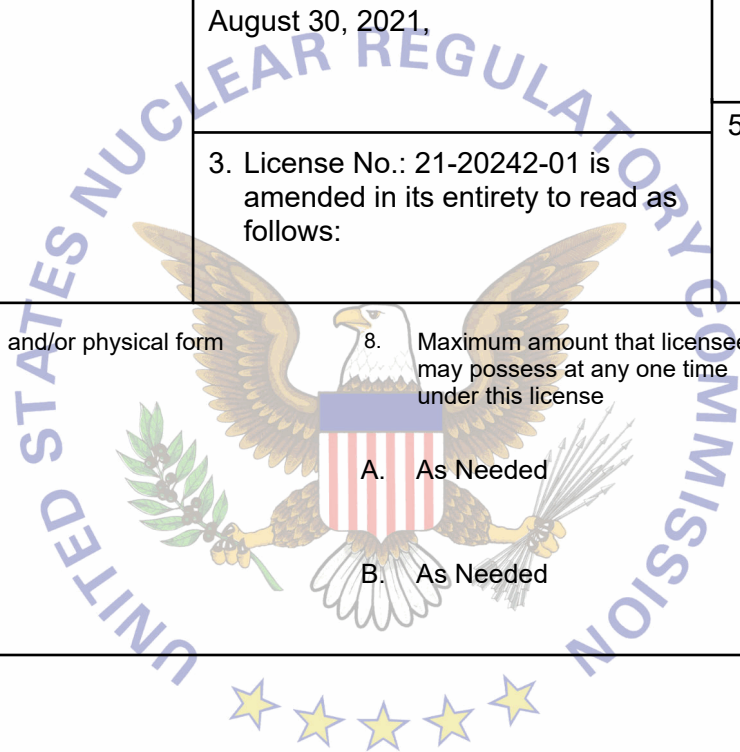 August 30, 2021,
5
3. License No.: 21-20242-01 is
amended in its entirety to read as
follows:
and/or physical form
8. Maximum amount that licensee
may possess at any one time
under this license
A. As Needed
B. As Needed
UNITED STATES NUCLEAR REGULATORY COMMISSION